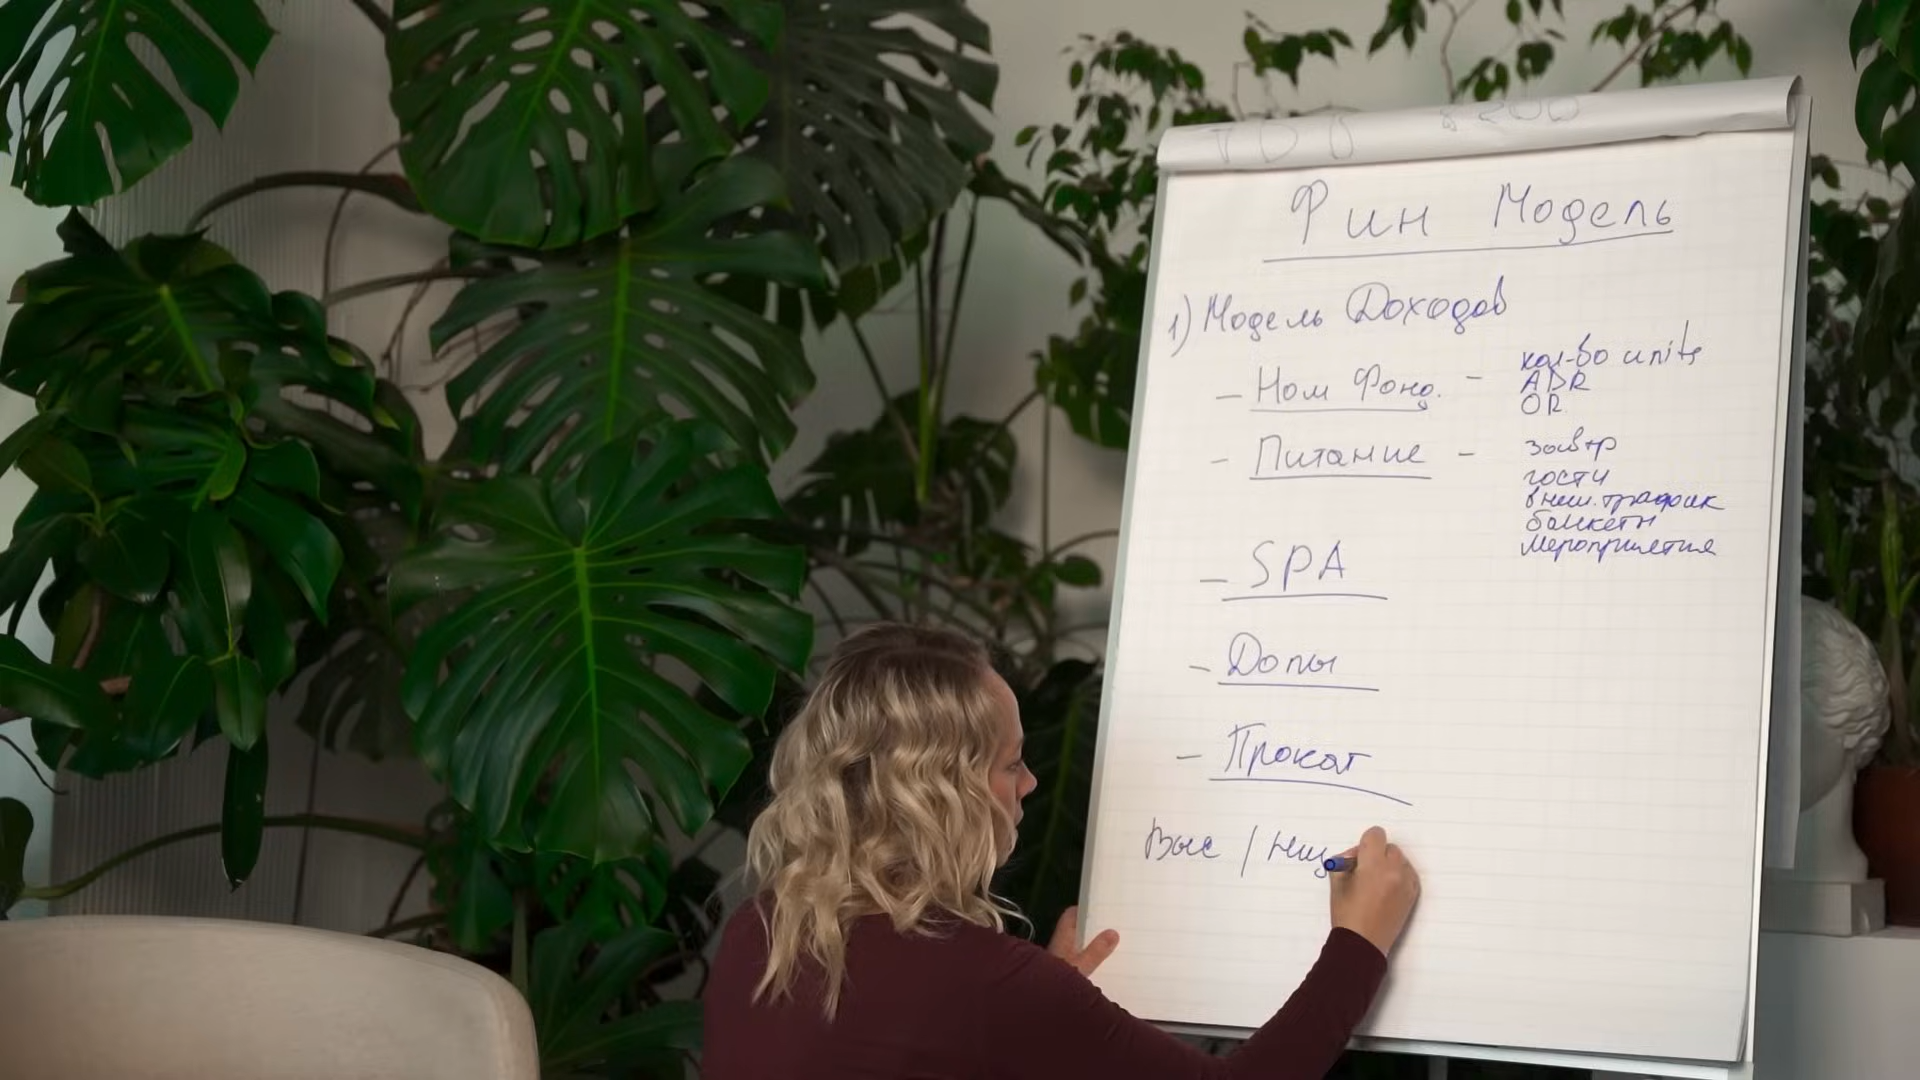 Фин Модель
1) Модель Доходов
- Ном Фонд. - кол-во units
ADR
OR
- Питание - завтр
гости
внеш. трафик
банкеты
мероприятия
- SPA
- Допы
- Прокат
Выс / Низ